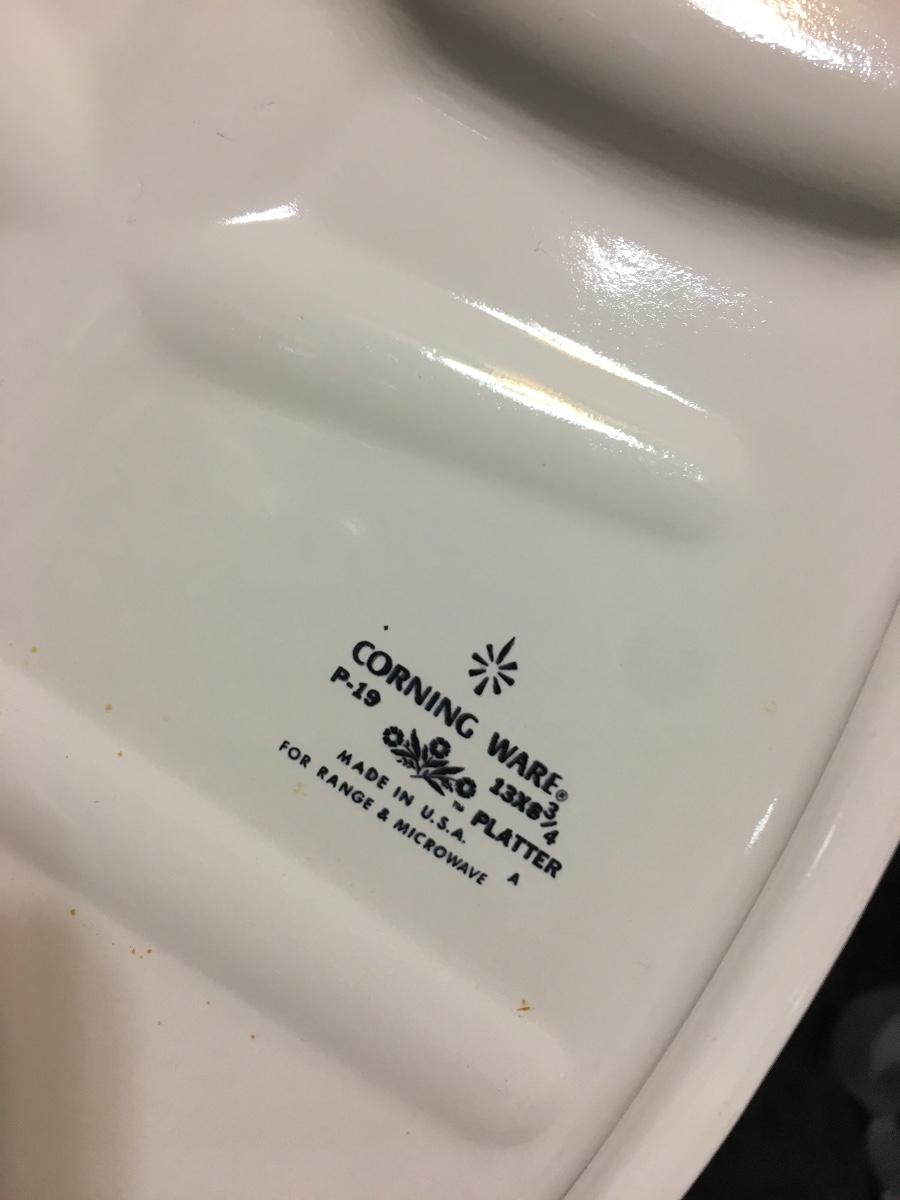 CORNING WARE®
P-19 13X8¾
MADE IN U.S.A. ™ PLATTER
FOR RANGE & MICROWAVE A